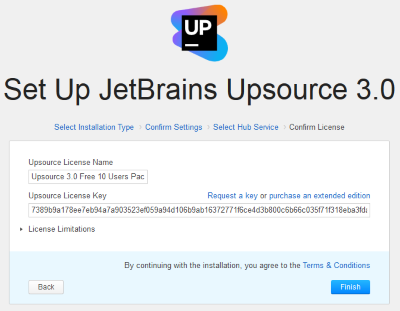 UP
Set Up JetBrains Upsource 3.0
Select Installation Type > Confirm Settings > Select Hub Service > Confirm License
Upsource License Name
Upsource 3.0 Free 10 Users Pac
Upsource License Key Request a key or purchase an extended edition
7389b9a178ee7eb94a7a903523ef059a94d106b9ab16372771f6ce4d3b800c6b66c035f71f318eba3fd
License Limitations
By continuing with the installation, you agree to the Terms & Conditions
Back Finish